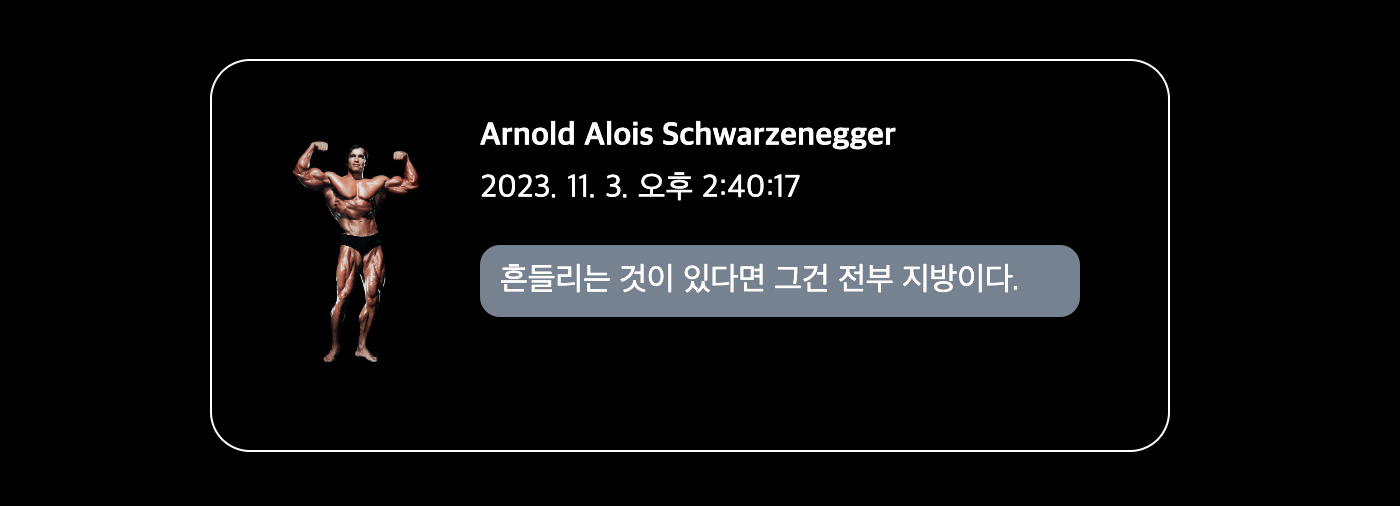 Arnold Alois Schwarzenegger
2023. 11. 3. 오후 2:40:17
흔들리는 것이 있다면 그건 전부 지방이다.